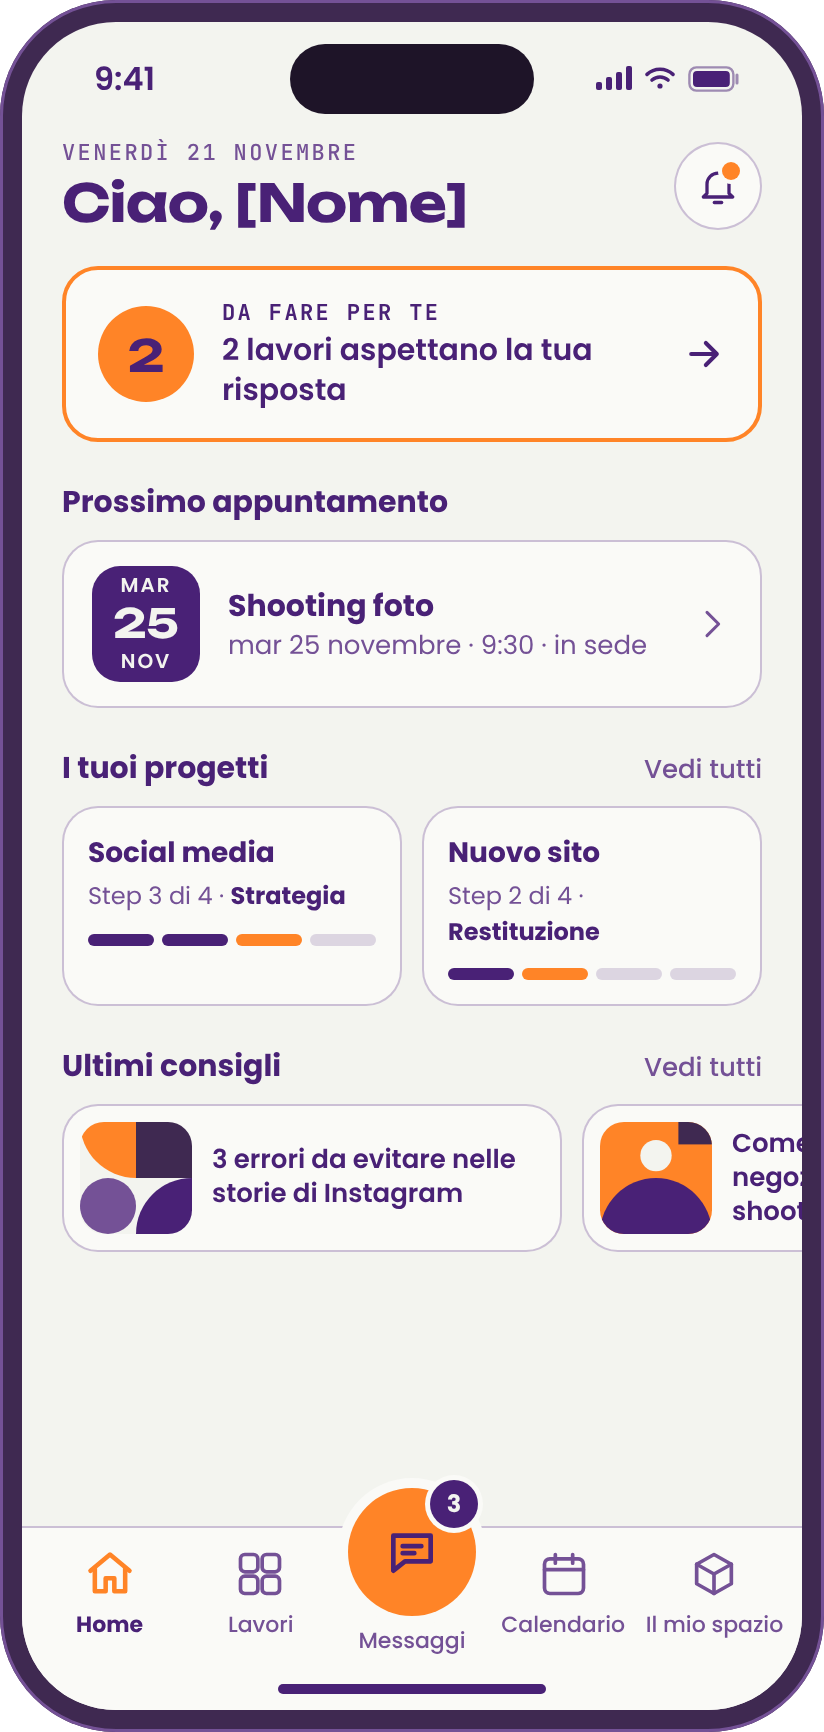 9:41
VENERDÌ 21 NOVEMBRE
Ciao, [Nome]
2
DA FARE PER TE
2 lavori aspettano la tua
risposta
Prossimo appuntamento
MAR
25
NOV
Shooting foto
mar 25 novembre · 9:30 · in sede
I tuoi progetti
Vedi tutti
Social media
Step 3 di 4 · Strategia
Nuovo sito
Step 2 di 4 ·
Restituzione
Ultimi consigli
Vedi tutti
3 errori da evitare nelle
storie di Instagram
Come
3
Home
Lavori
Messaggi
Calendario
Il mio spazio